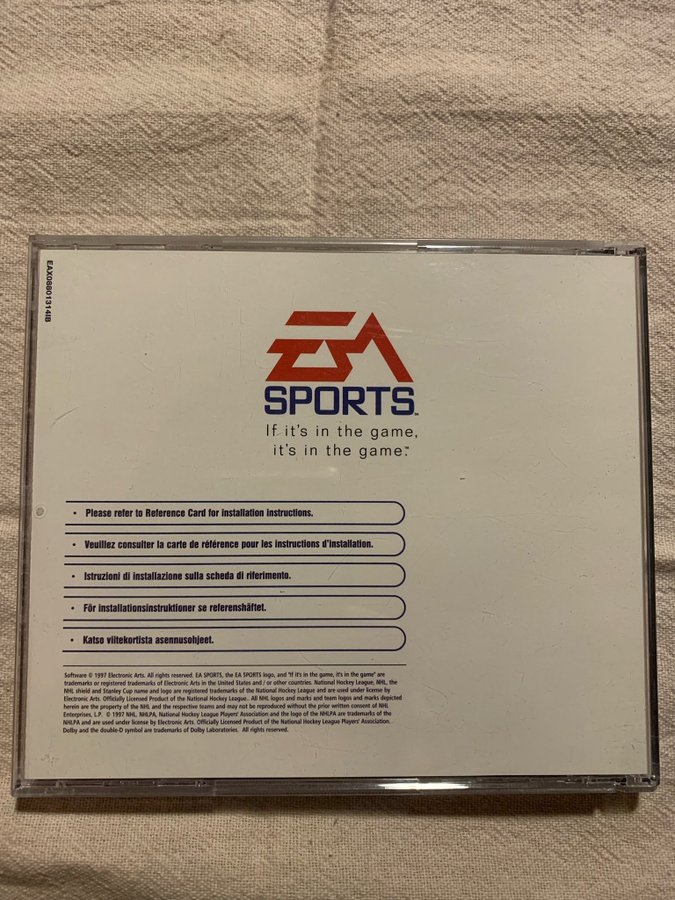 EAX08801314IB
EA
SPORTS™
If it's in the game,
it's in the game.™
• Please refer to Reference Card for installation instructions.
• Veuillez consulter la carte de référence pour les instructions d'installation.
• Istruzioni di installazione sulla scheda di riferimento.
• För installationsinstruktioner se referenshäftet.
• Katso viitekortista asennusohjeet.
Software © 1997 Electronic Arts. All rights reserved. EA SPORTS, the EA SPORTS logo, and "If it's in the game, it's in the game" are
trademarks or registered trademarks of Electronic Arts in the United States and / or other countries. National Hockey League, NHL, the
NHL shield and Stanley Cup name and logo are registered trademarks of the National Hockey League and are used under license by
Electronic Arts. Officially Licensed Product of the National Hockey League.. All NHL logos and marks and team logos and marks depicted
herein are the property of the NHL and the respective teams and may not be reproduced without the prior written consent of NHL
Enterprises, L.P. © 1997 NHL. NHLPA, National Hockey League Players' Association and the logo of the NHLPA are trademarks of the
NHLPA and are used under license by Electronic Arts. Officially Licensed Product of the National Hockey League Players' Association.
Dolby and the double-D symbol are trademarks of Dolby Laboratories. All rights reserved.